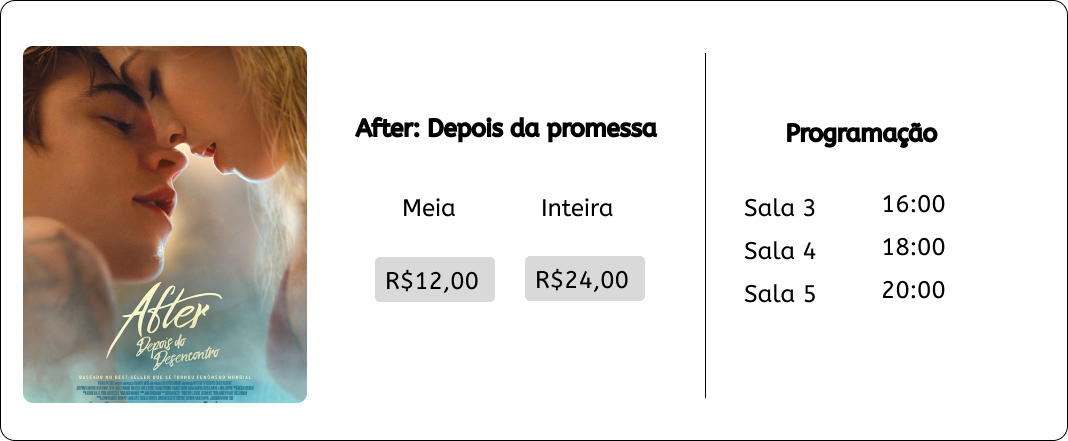 After
Depois do
Desencontro
BASEADO NO BEST-SELLER QUE SE TORNOU FENÔMENO MUNDIAL
After: Depois da promessa
Meia
Inteira
R$12,00
R$24,00
Programação
Sala 3
16:00
Sala 4
18:00
Sala 5
20:00